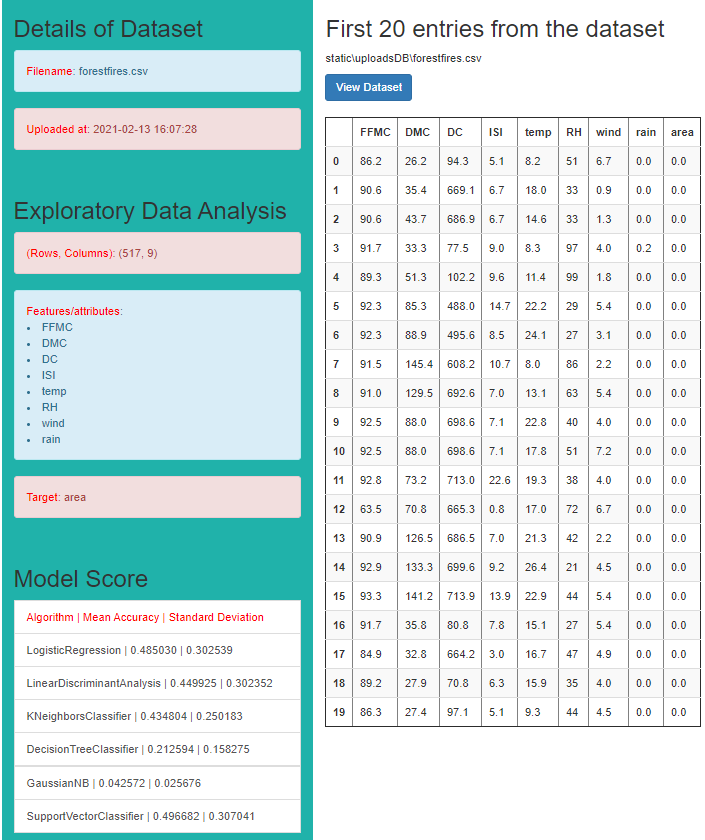 Details of Dataset
Filename: forestfires.csv
Uploaded at: 2021-02-13 16:07:28
Exploratory Data Analysis
(Rows, Columns): (517, 9)
Features/attributes:
FFMC
DMC
DC
ISI
temp
RH
wind
rain
Target: area
Model Score
Algorithm | Mean Accuracy | Standard Deviation
LogisticRegression | 0.485030 | 0.302539
LinearDiscriminantAnalysis | 0.449925 | 0.302352
KNeighborsClassifier | 0.434804 | 0.250183
DecisionTreeClassifier | 0.212594 | 0.158275
GaussianNB | 0.042572 | 0.025676
SupportVectorClassifier | 0.496682 | 0.307041
First 20 entries from the dataset
static\uploadsDB\forestfires.csv
View Dataset
FFMC DMC DC ISI temp RH wind rain area
0 86.2 26.2 94.3 5.1 8.2 51 6.7 0.0 0.0
1 90.6 35.4 669.1 6.7 18.0 33 0.9 0.0 0.0
2 90.6 43.7 686.9 6.7 14.6 33 1.3 0.0 0.0
3 91.7 33.3 77.5 9.0 8.3 97 4.0 0.2 0.0
4 89.3 51.3 102.2 9.6 11.4 99 1.8 0.0 0.0
5 92.3 85.3 488.0 14.7 22.2 29 5.4 0.0 0.0
6 92.3 88.9 495.6 8.5 24.1 27 3.1 0.0 0.0
7 91.5 145.4 608.2 10.7 8.0 86 2.2 0.0 0.0
8 91.0 129.5 692.6 7.0 13.1 63 5.4 0.0 0.0
9 92.5 88.0 698.6 7.1 22.8 40 4.0 0.0 0.0
10 92.5 88.0 698.6 7.1 17.8 51 7.2 0.0 0.0
11 92.8 73.2 713.0 22.6 19.3 38 4.0 0.0 0.0
12 63.5 70.8 665.3 0.8 17.0 72 6.7 0.0 0.0
13 90.9 126.5 686.5 7.0 21.3 42 2.2 0.0 0.0
14 92.9 133.3 699.6 9.2 26.4 21 4.5 0.0 0.0
15 93.3 141.2 713.9 13.9 22.9 44 5.4 0.0 0.0
16 91.7 35.8 80.8 7.8 15.1 27 5.4 0.0 0.0
17 84.9 32.8 664.2 3.0 16.7 47 4.9 0.0 0.0
18 89.2 27.9 70.8 6.3 15.9 35 4.0 0.0 0.0
19 86.3 27.4 97.1 5.1 9.3 44 4.5 0.0 0.0